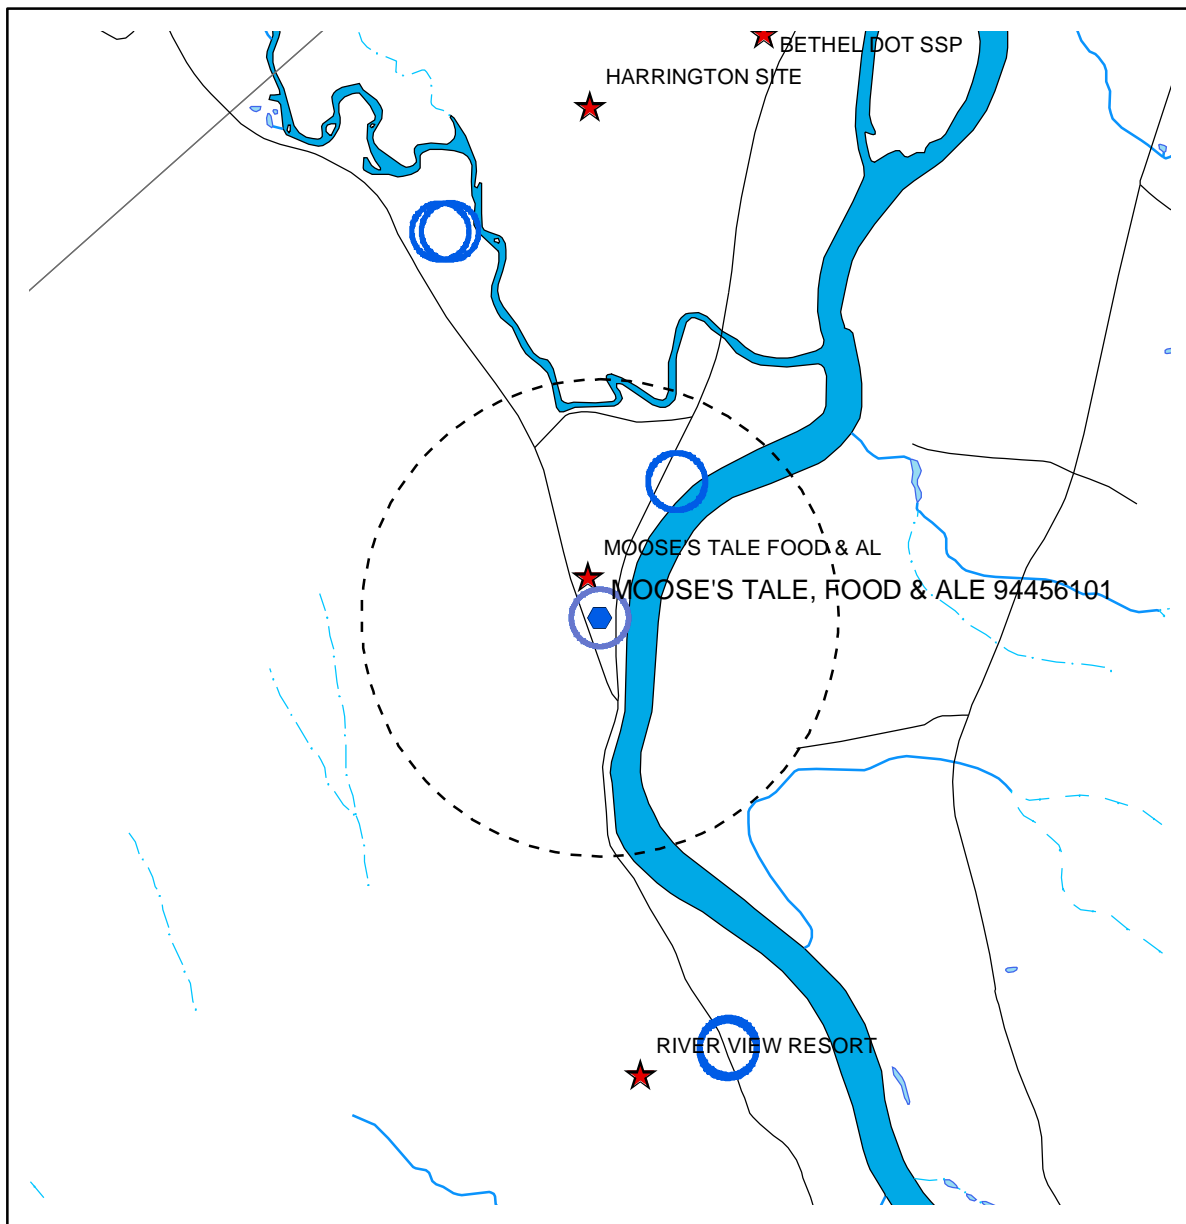 BETHEL DOT SSP
HARRINGTON SITE
MOOSE'S TALE FOOD & AL
MOOSE'S TALE, FOOD & ALE 94456101
RIVER VIEW RESORT